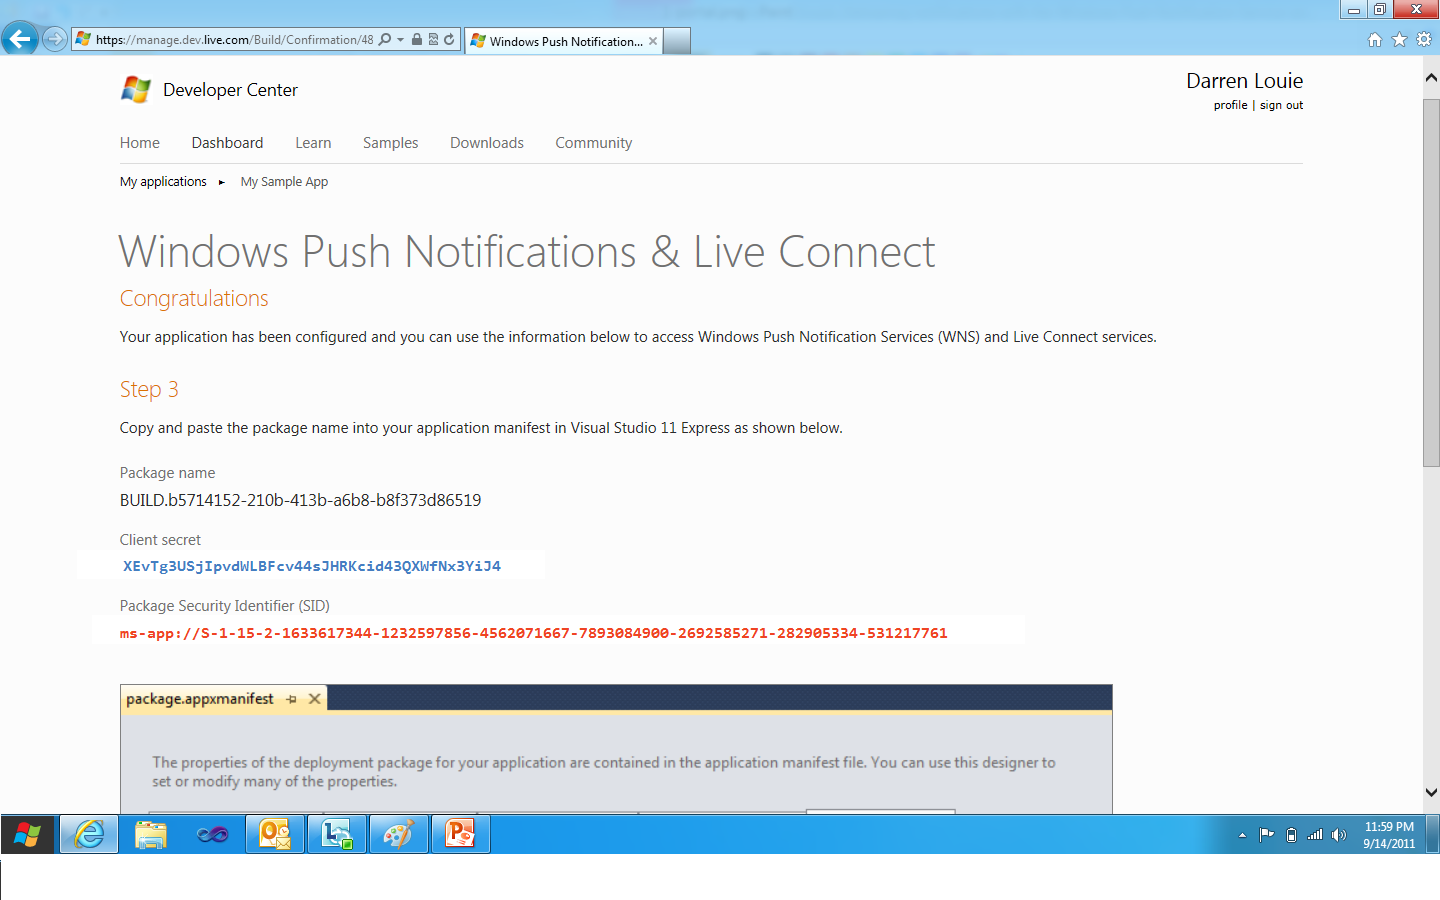 https://manage.dev.live.com/Build/Confirmation/48
Windows Push Notification...
Developer Center
Darren Louie
profile | sign out
Home Dashboard Learn Samples Downloads Community
My applications ► My Sample App
Windows Push Notifications & Live Connect
Congratulations
Your application has been configured and you can use the information below to access Windows Push Notification Services (WNS) and Live Connect services.
Step 3
Copy and paste the package name into your application manifest in Visual Studio 11 Express as shown below.
Package name
BUILD.b5714152-210b-413b-a6b8-b8f373d86519
Client secret
XEvTg3USjIpvdWLBFcv44sJHRKcid43QXWfNx3YiJ4
Package Security Identifier (SID)
ms-app://S-1-15-2-1633617344-1232597856-4562071667-7893084900-2692585271-282905334-531217761
package.appxmanifest
The properties of the deployment package for your application are contained in the application manifest file. You can use this designer to
set or modify many of the properties.
11:59 PM
9/14/2011